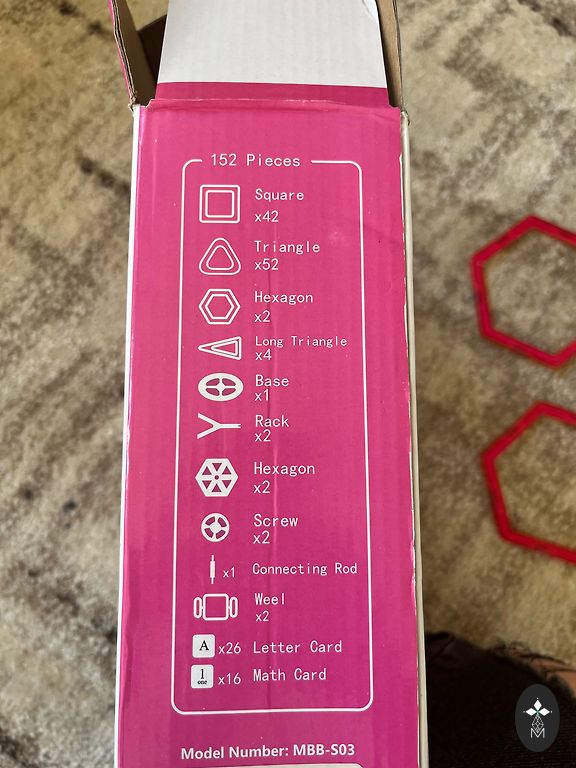 152 Pieces
Square
x42
Triangle
x52
Hexagon
x2
Long Triangle
x4
Base
x1
Rack
x2
Hexagon
x2
Screw
x2
x1 Connecting Rod
Weel
x2
A x26 Letter Card
1
one x16 Math Card
Model Number: MBB-S03
M